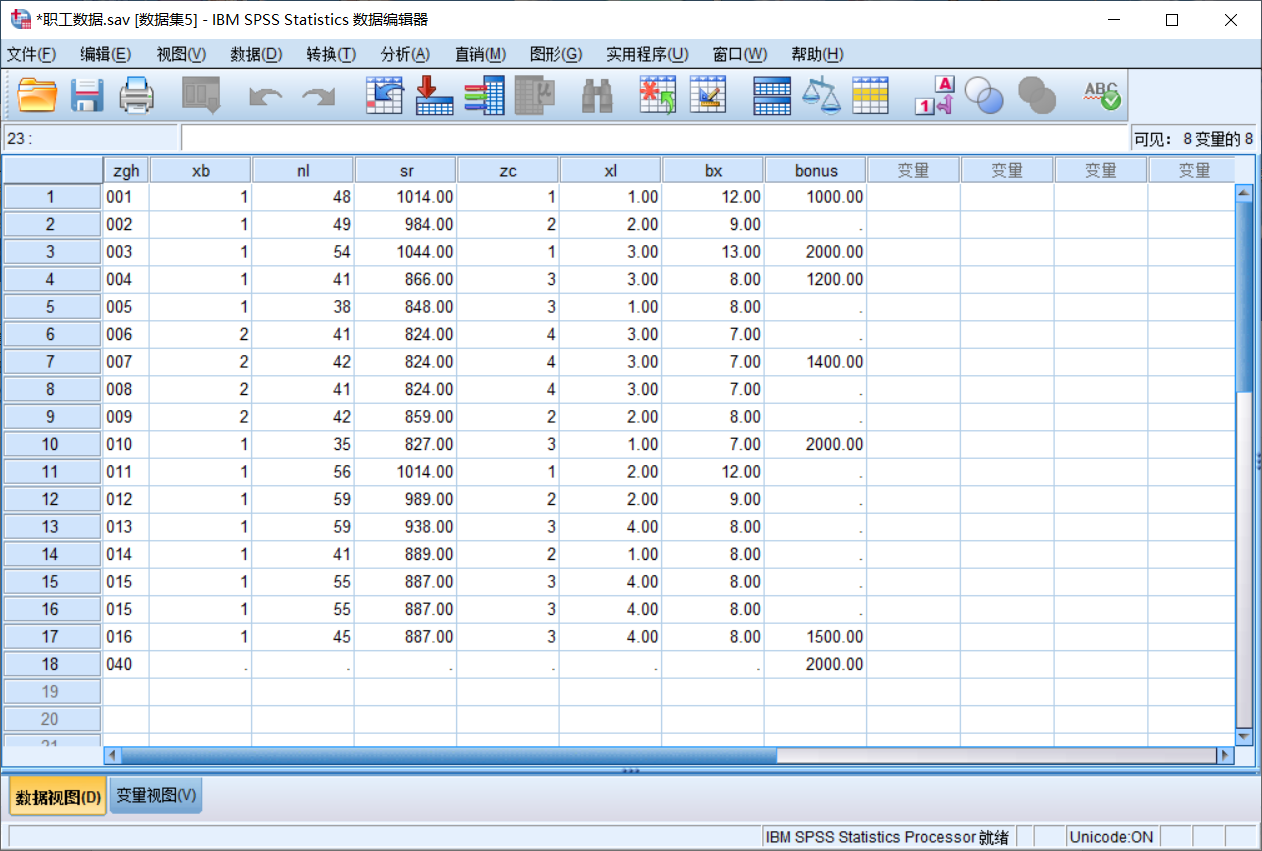 *职工数据.sav [数据集5] - IBM SPSS Statistics 数据编辑器
文件(F) 编辑(E) 视图(V) 数据(D) 转换(T) 分析(A) 直销(M) 图形(G) 实用程序(U) 窗口(W) 帮助(H)
A
1
μ
ABC
23 : 可见: 8 变量的 8
zgh xb nl sr zc xl bx bonus 变量 变量 变量 变量
1 001 1 48 1014.00 1 1.00 12.00 1000.00
2 002 1 49 984.00 2 2.00 9.00 .
3 003 1 54 1044.00 1 3.00 13.00 2000.00
4 004 1 41 866.00 3 3.00 8.00 1200.00
5 005 1 38 848.00 3 1.00 8.00 .
6 006 2 41 824.00 4 3.00 7.00 .
7 007 2 42 824.00 4 3.00 7.00 1400.00
8 008 2 41 824.00 4 3.00 7.00 .
9 009 2 42 859.00 2 2.00 8.00 .
10 010 1 35 827.00 3 1.00 7.00 2000.00
11 011 1 56 1014.00 1 2.00 12.00 .
12 012 1 59 989.00 2 2.00 9.00 .
13 013 1 59 938.00 3 4.00 8.00 .
14 014 1 41 889.00 2 1.00 8.00 .
15 015 1 55 887.00 3 4.00 8.00 .
16 015 1 55 887.00 3 4.00 8.00 .
17 016 1 45 887.00 3 4.00 8.00 1500.00
18 040 . . . . . . 2000.00
19
20
21
数据视图(D) 变量视图(V)
IBM SPSS Statistics Processor 就绪 Unicode:ON